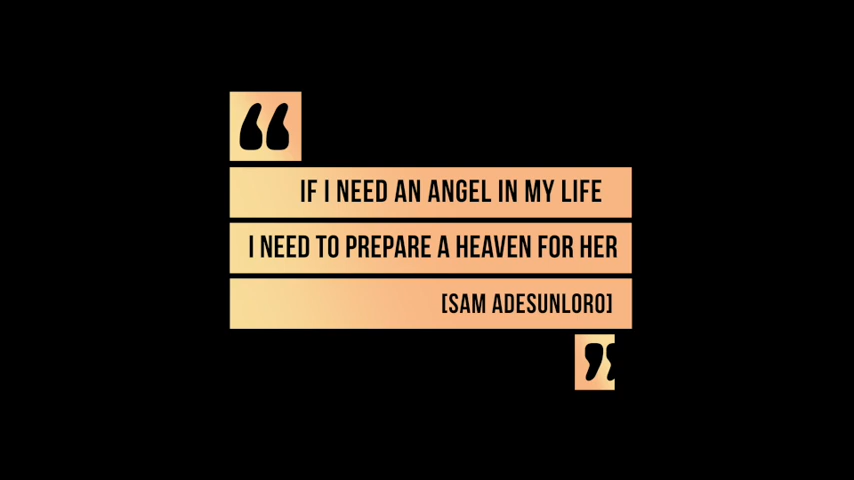 “
IF I NEED AN ANGEL IN MY LIFE
I NEED TO PREPARE A HEAVEN FOR HER
[SAM ADESUNLORO]
”